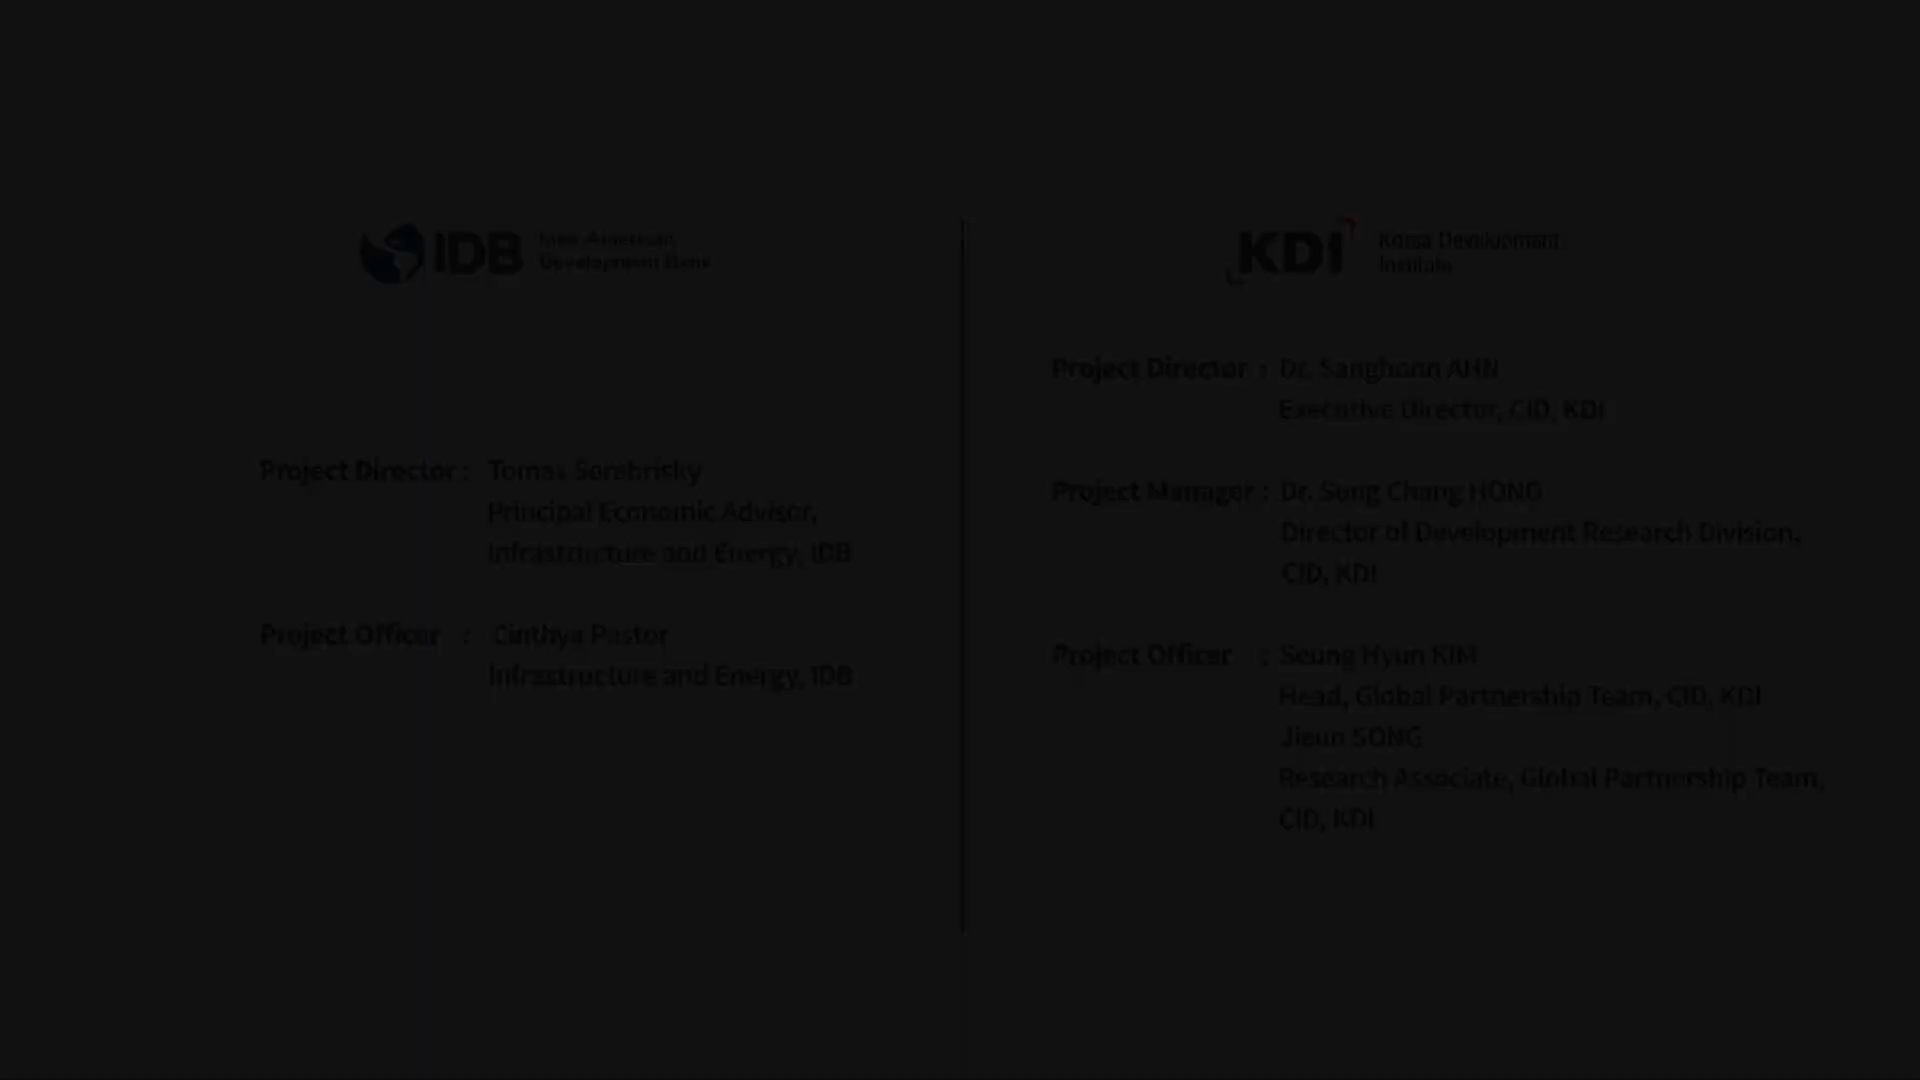 IDB Inter-American
Development Bank
Project Director : Tomas Serebrisky
Principal Economic Advisor,
Infrastructure and Energy, IDB
Project Officer : Cinthya Pastor
Infrastructure and Energy, IDB
KDI Korea Development
Institute
Project Director : Dr. Sanghoon AHN
Executive Director, CID, KDI
Project Manager : Dr. Sung Chang HONG
Director of Development Research Division,
CID, KDI
Project Officer : Seung Hyun KIM
Head, Global Partnership Team, CID, KDI
Jieun SONG
Research Associate, Global Partnership Team,
CID, KDI